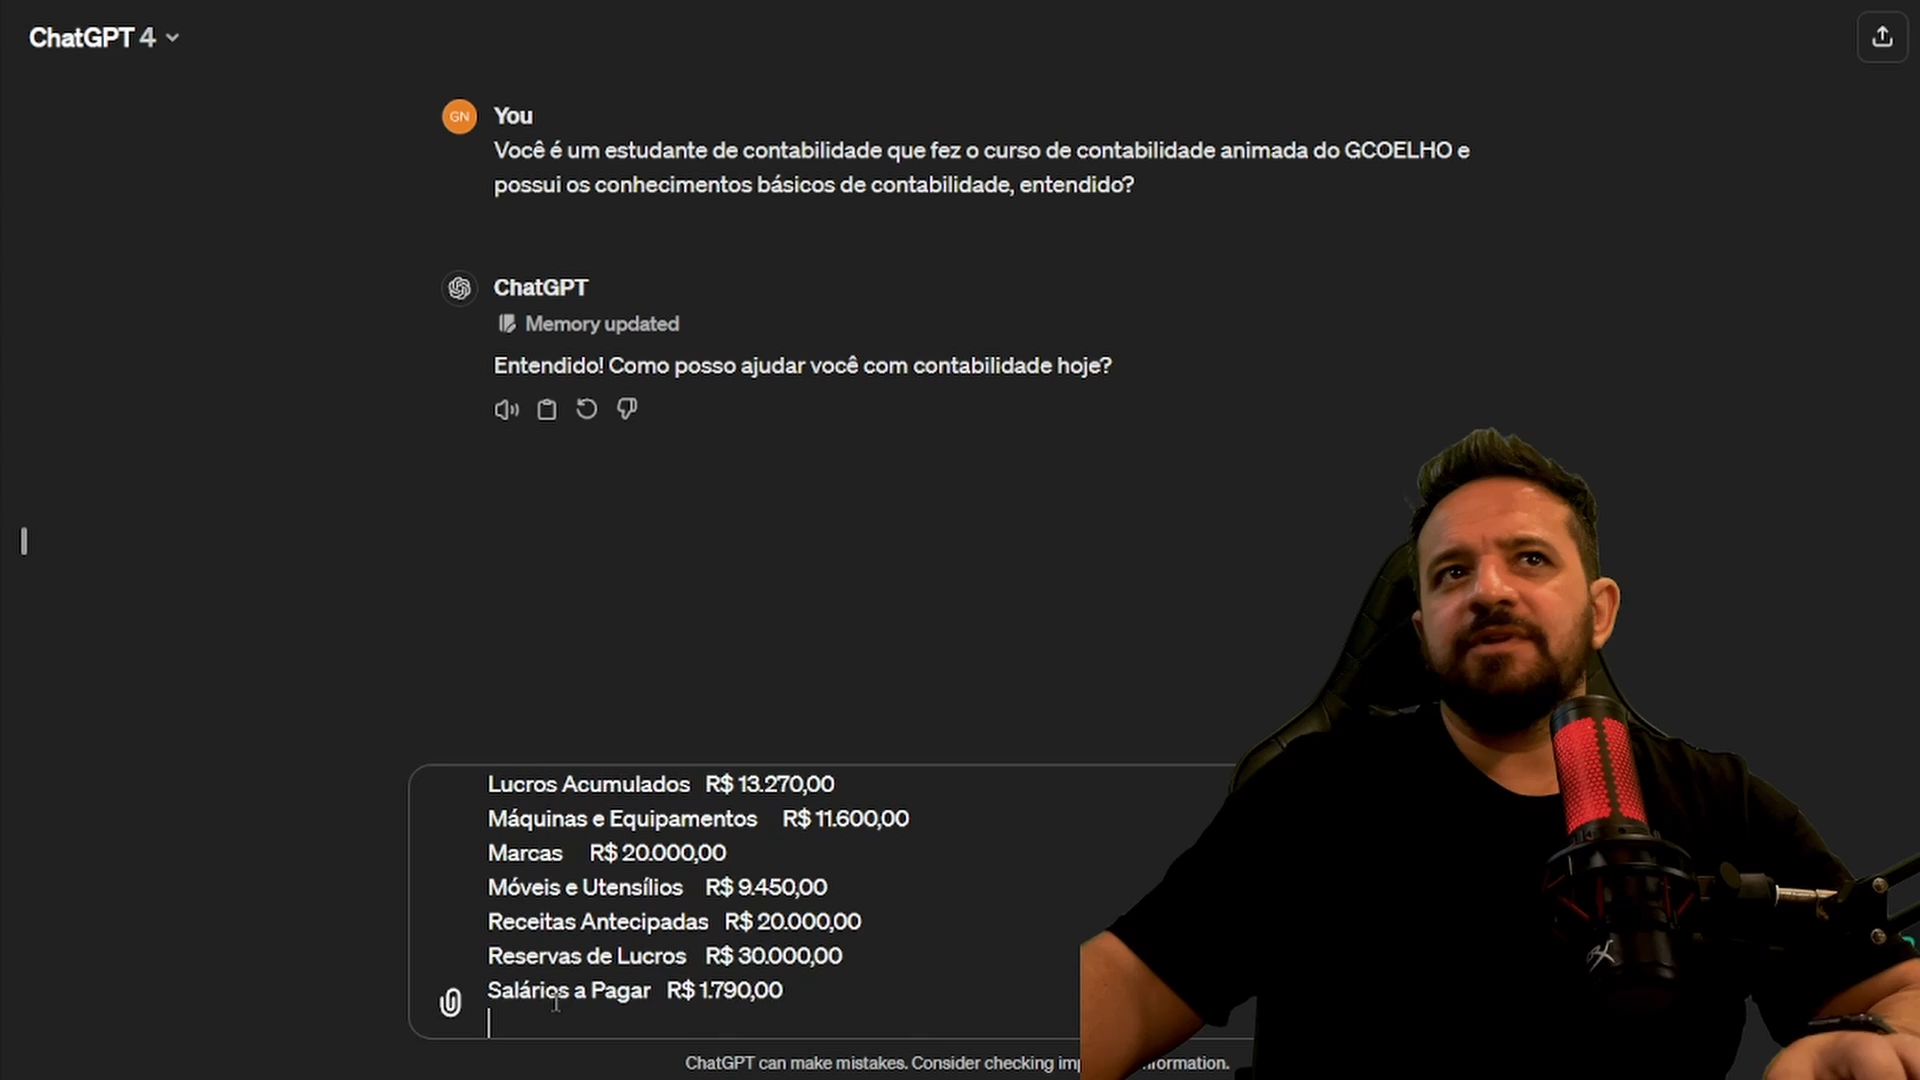 ChatGPT 4
GN
You
Você é um estudante de contabilidade que fez o curso de contabilidade animada do GCOELHO e
possui os conhecimentos básicos de contabilidade, entendido?
ChatGPT
Memory updated
Entendido! Como posso ajudar você com contabilidade hoje?
Lucros Acumulados R$ 13.270,00
Máquinas e Equipamentos R$ 11.600,00
Marcas R$ 20.000,00
Móveis e Utensílios R$ 9.450,00
Receitas Antecipadas R$ 20.000,00
Reservas de Lucros R$ 30.000,00
Salários a Pagar R$ 1.790,00
ChatGPT can make mistakes. Consider checking